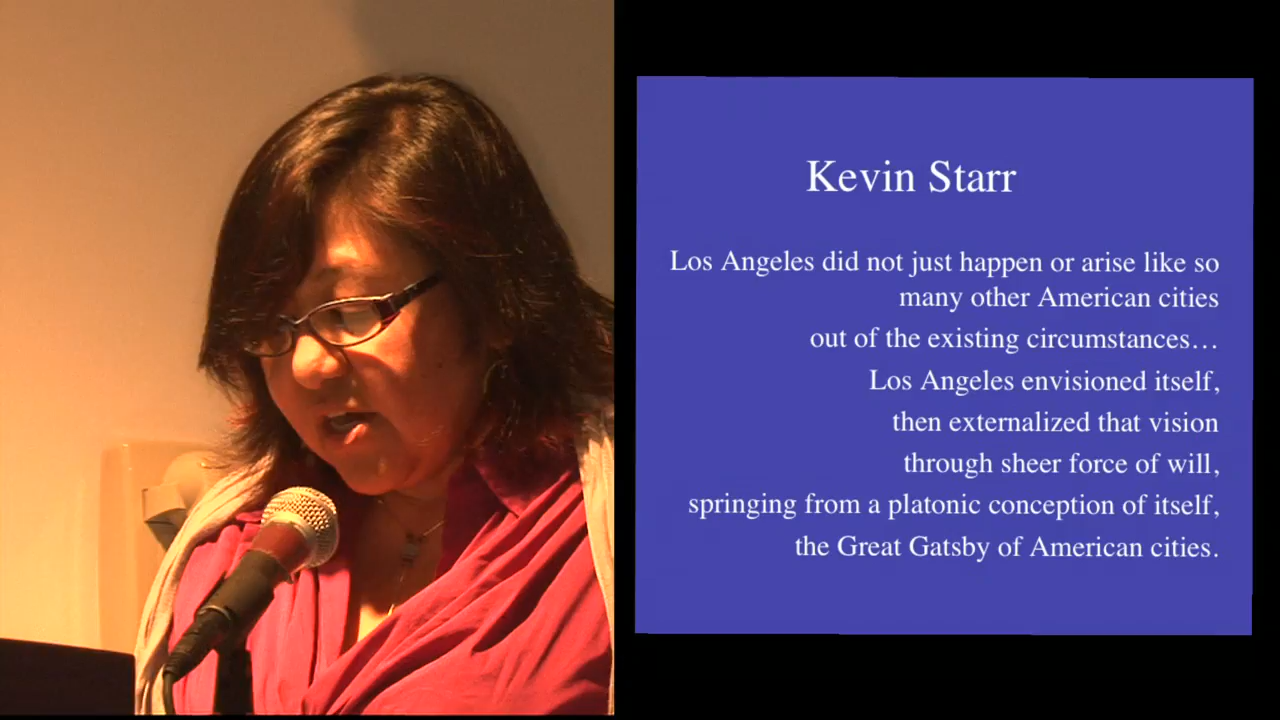 Kevin Starr
Los Angeles did not just happen or arise like so
many other American cities
out of the existing circumstances…
Los Angeles envisioned itself,
then externalized that vision
through sheer force of will,
springing from a platonic conception of itself,
the Great Gatsby of American cities.